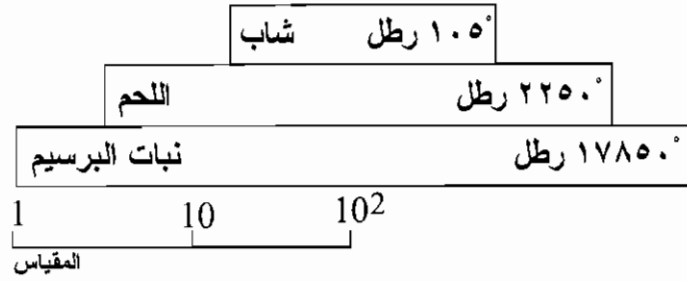 شاب ١٠٥° رطل
اللحم ٢٢٥٠° رطل
نبات البرسيم ١٧٨٥٠° رطل
1 10 10²
المقياس